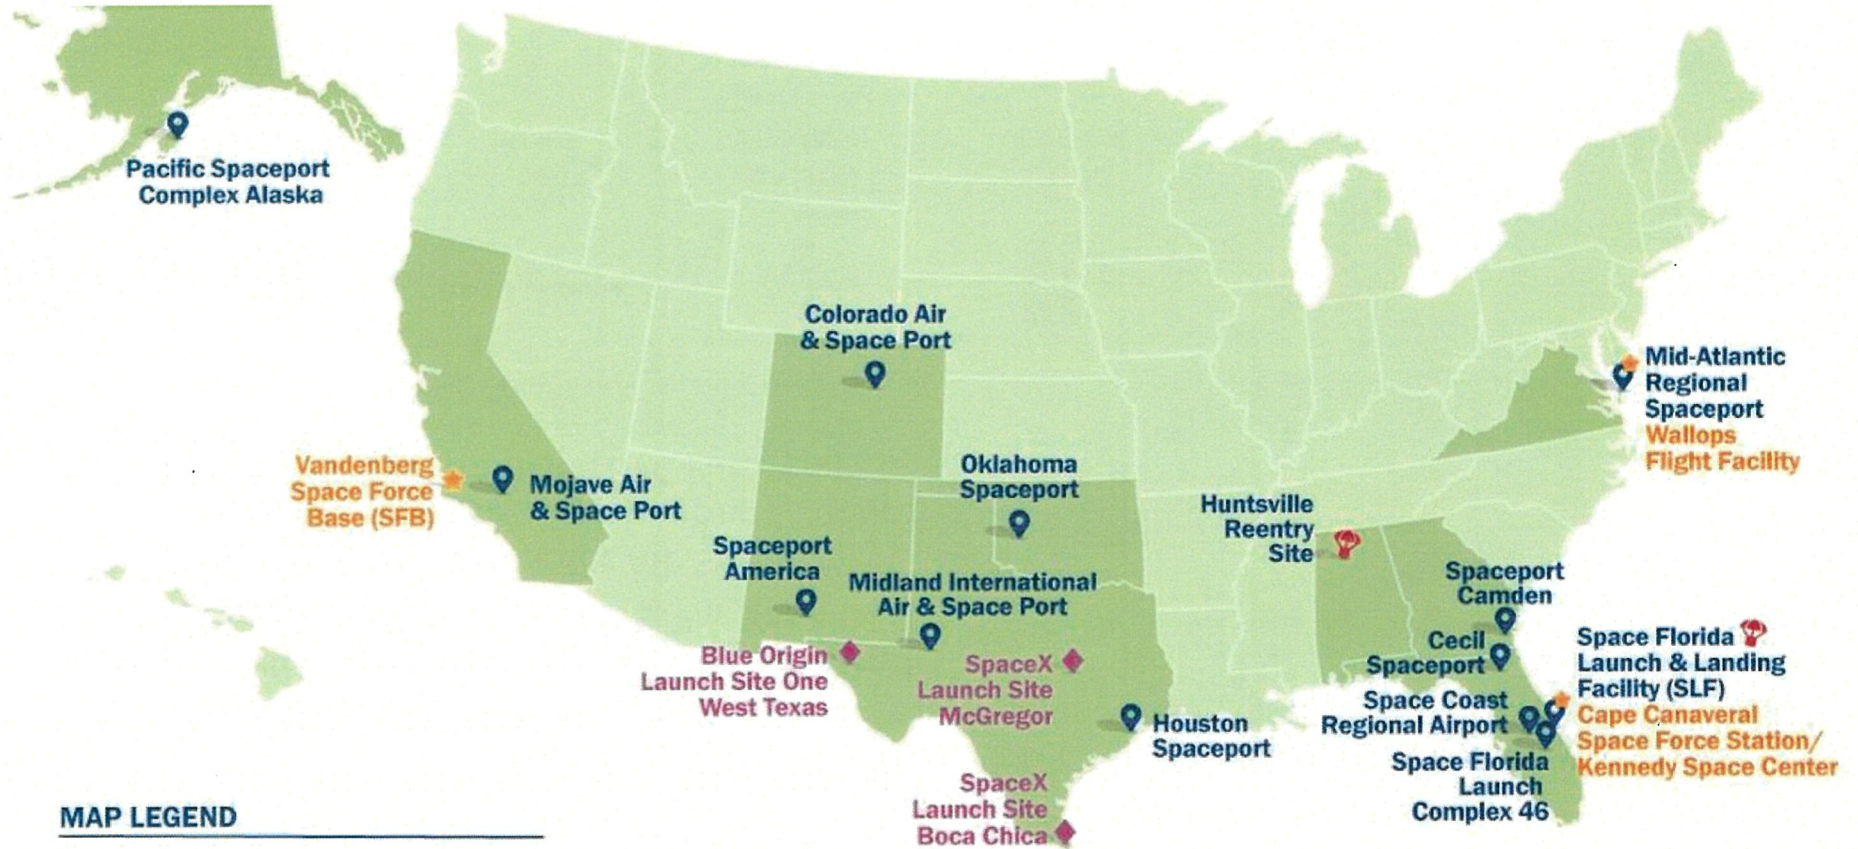 Pacific Spaceport
Complex Alaska
Colorado Air
& Space Port
Mid-Atlantic
Regional
Spaceport
Wallops
Flight Facility
Vandenberg
Space Force
Base (SFB)
Mojave Air
& Space Port
Oklahoma
Spaceport
Huntsville
Reentry
Site
Spaceport
America
Midland International
Air & Space Port
Spaceport
Camden
Cecil
Spaceport
Space Florida
Launch & Landing
Facility (SLF)
Blue Origin
Launch Site One
West Texas
SpaceX
Launch Site
McGregor
Houston
Spaceport
Space Coast
Regional Airport
Cape Canaveral
Space Force Station/
Kennedy Space Center
Space Florida
Launch
Complex 46
SpaceX
Launch Site
Boca Chica
MAP LEGEND